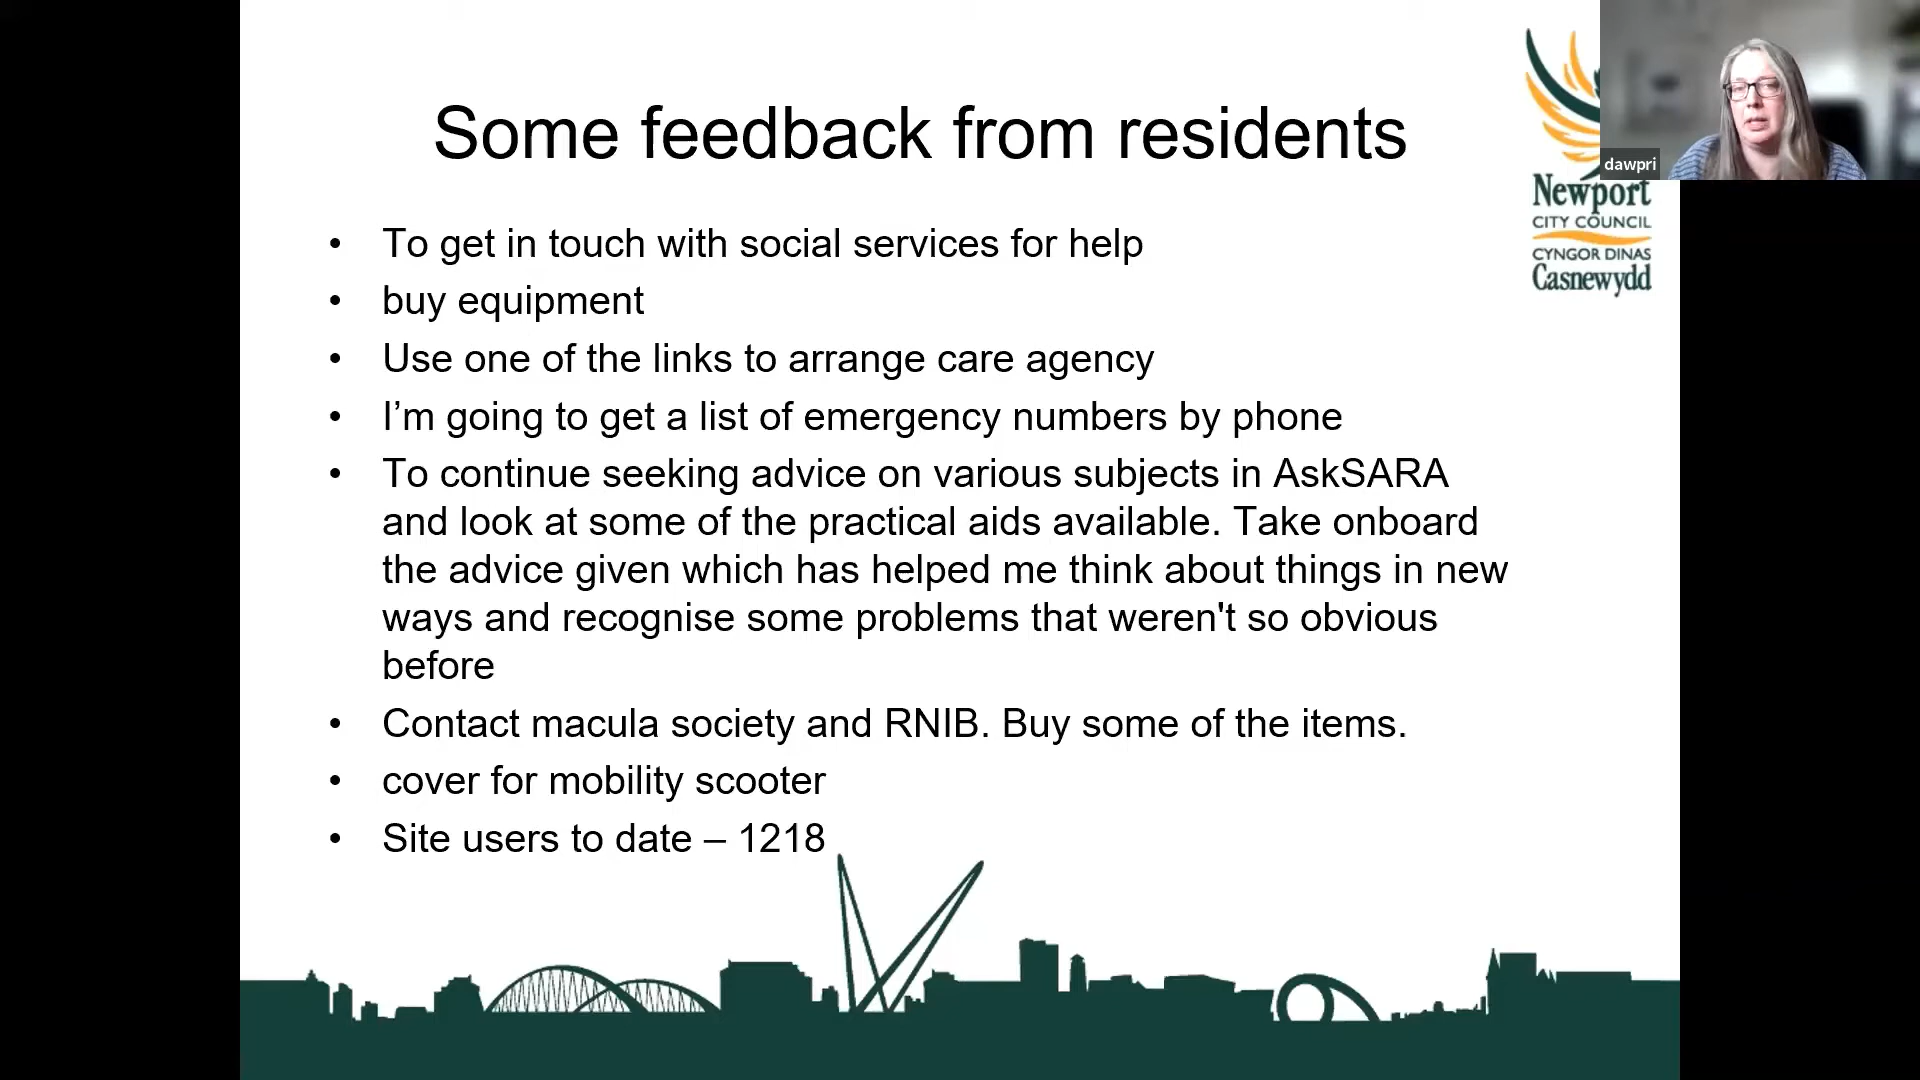 Some feedback from residents
dawpri
Newport
CITY COUNCIL
CYNGOR DINAS
Casnewydd
• To get in touch with social services for help
• buy equipment
• Use one of the links to arrange care agency
• I’m going to get a list of emergency numbers by phone
• To continue seeking advice on various subjects in AskSARA
and look at some of the practical aids available. Take onboard
the advice given which has helped me think about things in new
ways and recognise some problems that weren't so obvious
before
• Contact macula society and RNIB. Buy some of the items.
• cover for mobility scooter
• Site users to date – 1218